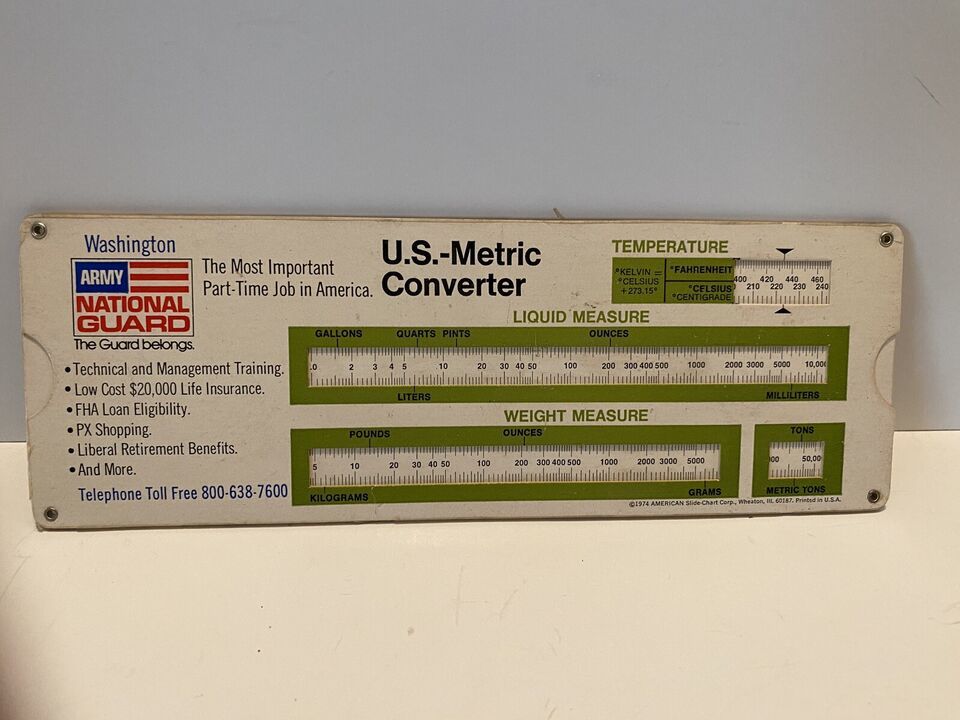 Washington
ARMY
NATIONAL
GUARD
The Guard belongs.
The Most Important
Part-Time Job in America.
• Technical and Management Training.
• Low Cost $20,000 Life Insurance.
• FHA Loan Eligibility.
• PX Shopping.
• Liberal Retirement Benefits.
• And More.
Telephone Toll Free 800-638-7600
U.S.-Metric
Converter
TEMPERATURE
°KELVIN =
°CELSIUS
+273.15°
°FAHRENHEIT
°CELSIUS
°CENTIGRADE
400 420 440 460
210 220 230 240
LIQUID MEASURE
GALLONS QUARTS PINTS OUNCES
.0 2 3 4 5 10 20 30 40 50 100 200 300 400 500 1000 2000 3000 5000 10,000
LITERS MILLILITERS
WEIGHT MEASURE
POUNDS OUNCES
5 10 20 30 40 50 100 200 300 400 500 1000 2000 3000 5000
KILOGRAMS GRAMS
TONS
50,00
METRIC TONS
©1974 AMERICAN Slide-Chart Corp., Wheaton, Ill. 60187. Printed in U.S.A.